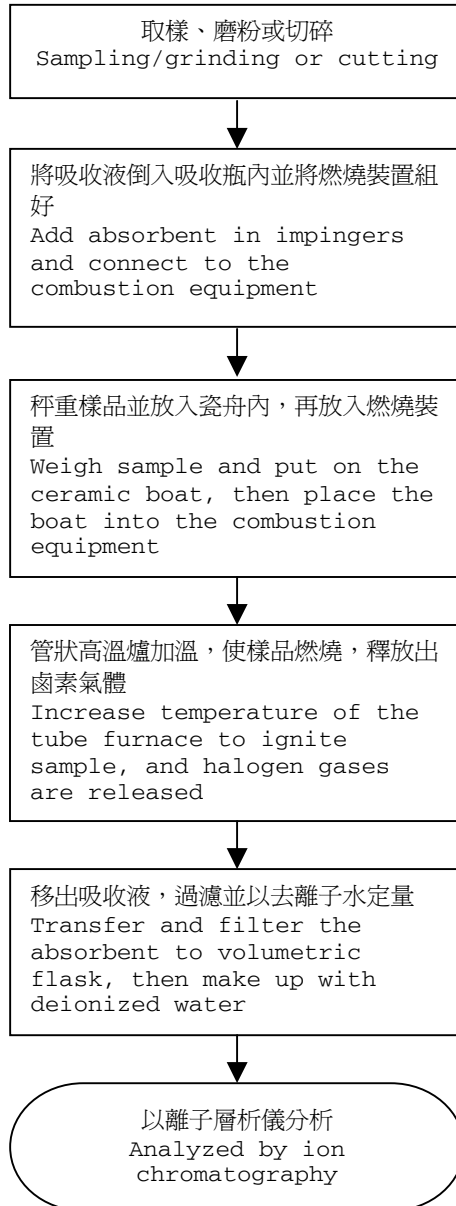 取樣、磨粉或切碎
Sampling/grinding or cutting
將吸收液倒入吸收瓶內並將燃燒裝置組
好
Add absorbent in impingers
and connect to the
combustion equipment
秤重樣品並放入瓷舟內，再放入燃燒裝
置
Weigh sample and put on the
ceramic boat, then place the
boat into the combustion
equipment
管狀高溫爐加溫，使樣品燃燒，釋放出
鹵素氣體
Increase temperature of the
tube furnace to ignite
sample, and halogen gases
are released
移出吸收液，過濾並以去離子水定量
Transfer and filter the
absorbent to volumetric
flask, then make up with
deionized water
以離子層析儀分析
Analyzed by ion
chromatography